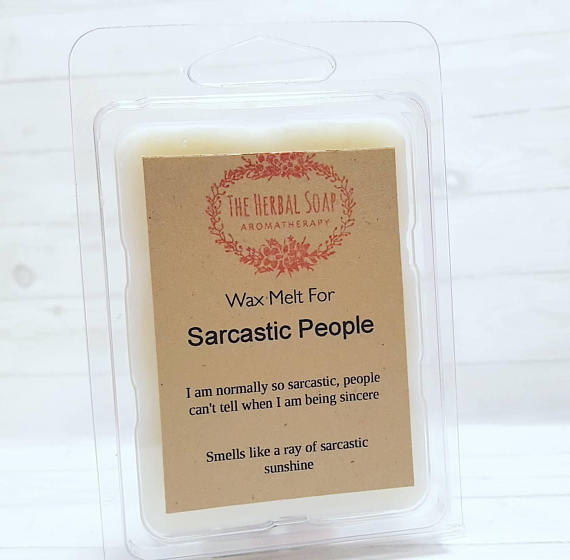 THE HERBAL SOAP
AROMATHERAPY
Wax Melt For
Sarcastic People
I am normally so sarcastic, people
can't tell when I am being sincere
Smells like a ray of sarcastic
sunshine